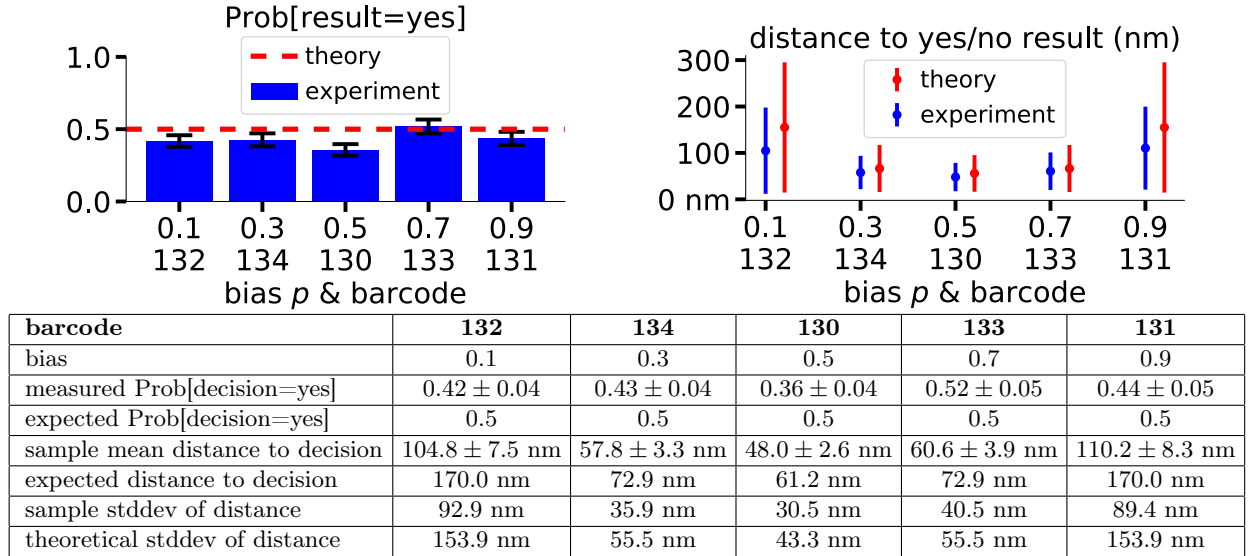 Prob[result=yes]
1.0
0.5
0.0
theory
experiment
0.1 0.3 0.5 0.7 0.9
132 134 130 133 131
bias p & barcode
distance to yes/no result (nm)
300
200
100
0 nm
theory
experiment
0.1 0.3 0.5 0.7 0.9
132 134 130 133 131
bias p & barcode
barcode 132 134 130 133 131
bias 0.1 0.3 0.5 0.7 0.9
measured Prob[decision=yes] 0.42 ± 0.04 0.43 ± 0.04 0.36 ± 0.04 0.52 ± 0.05 0.44 ± 0.05
expected Prob[decision=yes] 0.5 0.5 0.5 0.5 0.5
sample mean distance to decision 104.8 ± 7.5 nm 57.8 ± 3.3 nm 48.0 ± 2.6 nm 60.6 ± 3.9 nm 110.2 ± 8.3 nm
expected distance to decision 170.0 nm 72.9 nm 61.2 nm 72.9 nm 170.0 nm
sample stddev of distance 92.9 nm 35.9 nm 30.5 nm 40.5 nm 89.4 nm
theoretical stddev of distance 153.9 nm 55.5 nm 43.3 nm 55.5 nm 153.9 nm